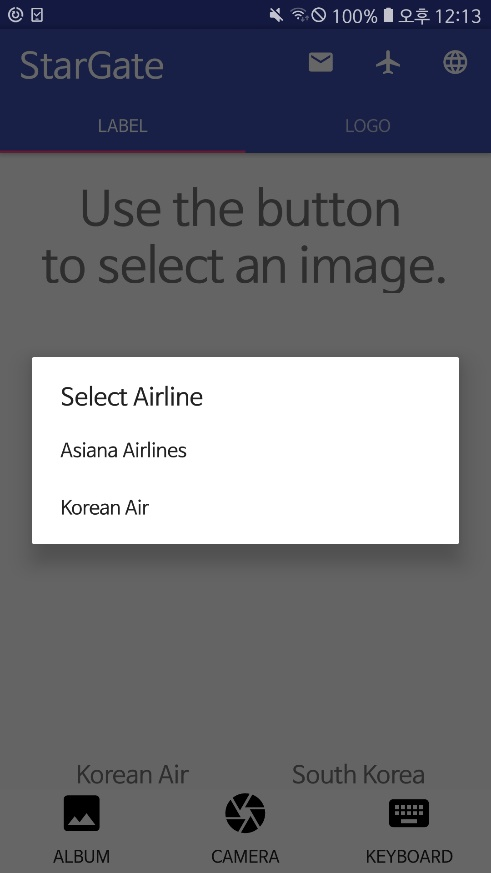 100% 오후 12:13
StarGate
LABEL LOGO
Use the button
to select an image.
Select Airline
Asiana Airlines
Korean Air
Korean Air South Korea
ALBUM CAMERA KEYBOARD